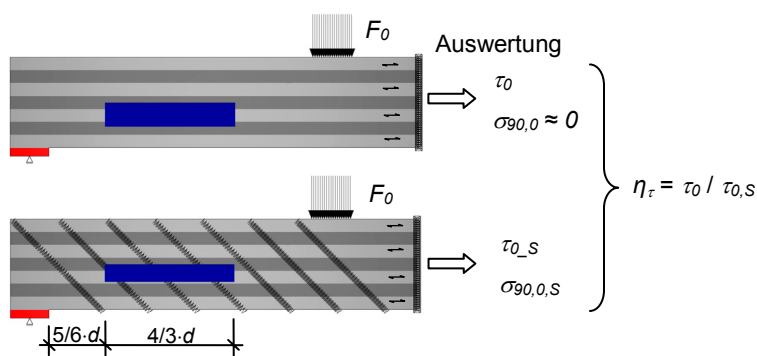 F0
Auswertung
τ0
σ90,0 ≈ 0
ητ = τ0 / τ0,S
F0
τ0_S
σ90,0,S
5/6·d
4/3·d